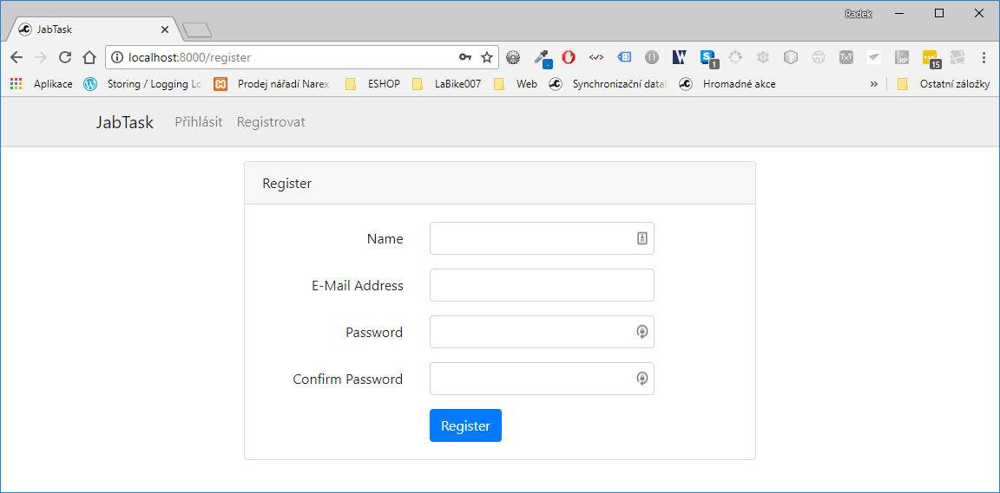 Radek
JabTask
localhost:8000/register
1
15
Aplikace Storing / Logging Lo Prodej nářadí Narex, ESHOP LaBike007 Web Synchronizační datab Hromadné akce » Ostatní záložky
JabTask Přihlásit Registrovat
Register
Name
E-Mail Address
Password
Confirm Password
Register